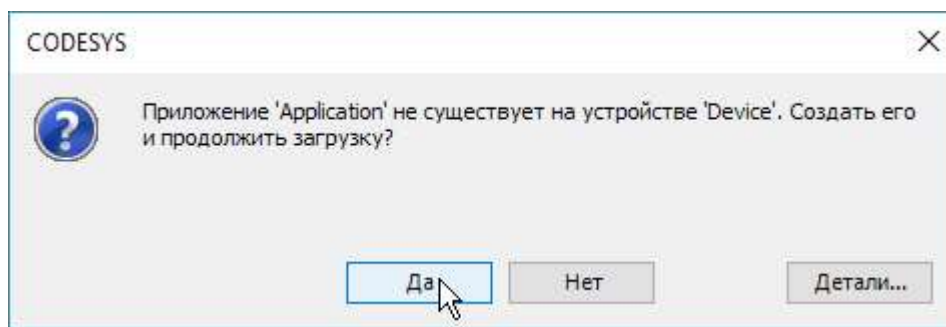 CODESYS
Приложение 'Application' не существует на устройстве 'Device'. Создать его
и продолжить загрузку?
Да Нет Детали...